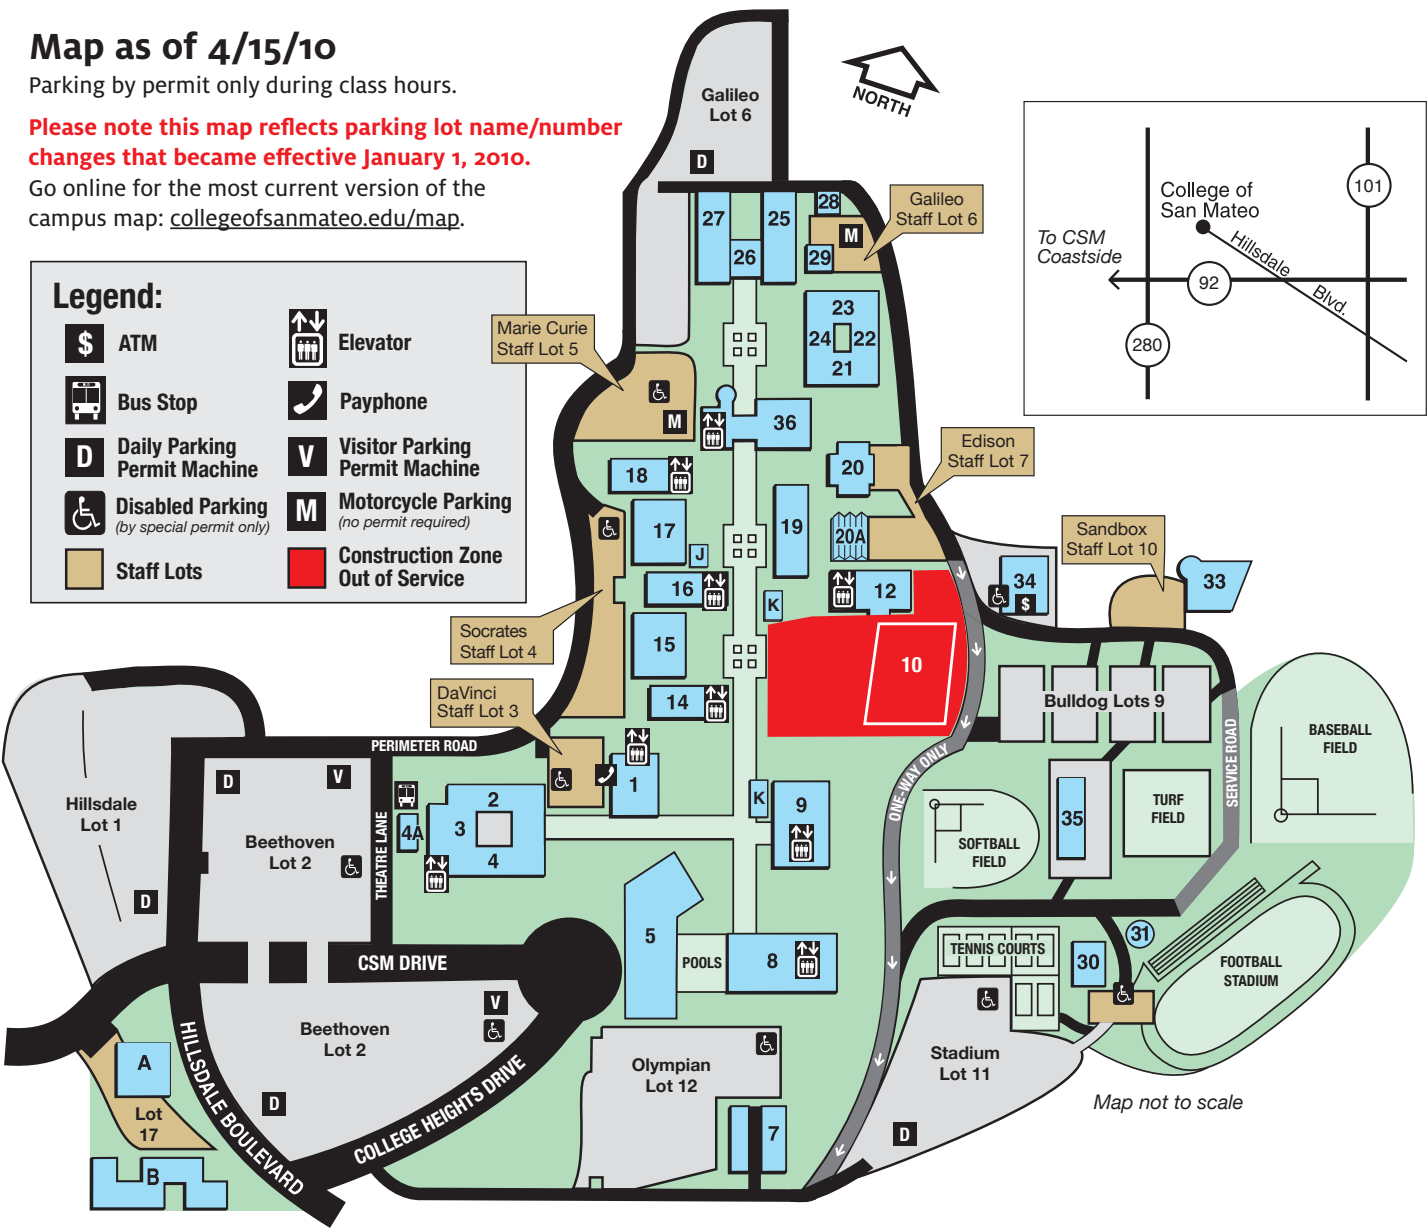 Map as of 4/15/10
Parking by permit only during class hours.
Please note this map reflects parking lot name/number
changes that became effective January 1, 2010.
Go online for the most current version of the
campus map: collegeofsanmateo.edu/map.
Legend:
$
ATM
Bus Stop
D
Daily Parking
Permit Machine
Disabled Parking
(by special permit only)
Staff Lots
Elevator
Payphone
V
Visitor Parking
Permit Machine
M
Motorcycle Parking
(no permit required)
Construction Zone
Out of Service
NORTH
College of
San Mateo
To CSM
Coastside
Hillsdale
Blvd.
101
92
280
Galileo
Lot 6
D
27
25
26
28
M
29
Galileo
Staff Lot 6
23
24
22
21
Marie Curie
Staff Lot 5
M
36
18
20
Edison
Staff Lot 7
17
J
19
20A
16
K
12
34
$
Sandbox
Staff Lot 10
33
Socrates
Staff Lot 4
15
10
14
DaVinci
Staff Lot 3
Bulldog Lots 9
PERIMETER ROAD
1
K
9
ONE-WAY ONLY
SERVICE ROAD
BASEBALL
FIELD
D
V
Hillsdale
Lot 1
D
Beethoven
Lot 2
THEATRE LANE
4A
2
3
4
SOFTBALL
FIELD
35
TURF
FIELD
5
POOLS
8
CSM DRIVE
TENNIS COURTS
30
31
FOOTBALL
STADIUM
V
Beethoven
Lot 2
D
HILLSDALE BOULEVARD
COLLEGE HEIGHTS DRIVE
Olympian
Lot 12
7
Stadium
Lot 11
D
A
Lot
17
B
Map not to scale